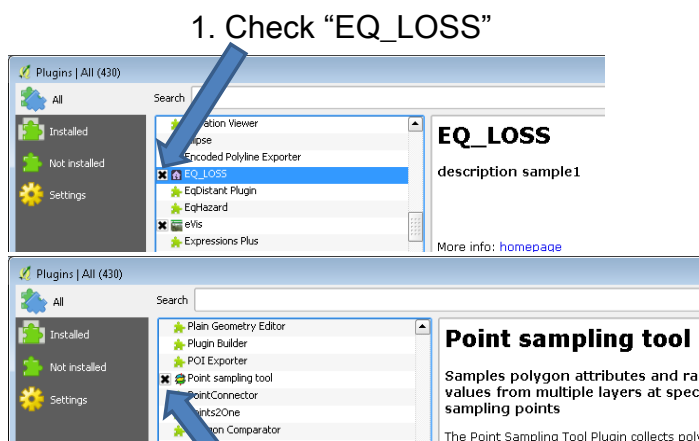 1. Check “EQ_LOSS”
Plugins | All (430)
All
Installed
Not installed
Settings
Search
Viewer
Encoded Polyline Exporter
EQ_LOSS
EqDistant Plugin
EqHazard
eVis
Expressions Plus
EQ_LOSS
description sample1
More info: homepage
Plugins | All (430)
All
Installed
Not installed
Settings
Search
Plain Geometry Editor
Plugin Builder
POI Exporter
Point sampling tool
PointConnector
Points2One
Comparator
Point sampling tool
Samples polygon attributes and ra
values from multiple layers at spec
sampling points
The Point Sampling Tool Plugin collects pol